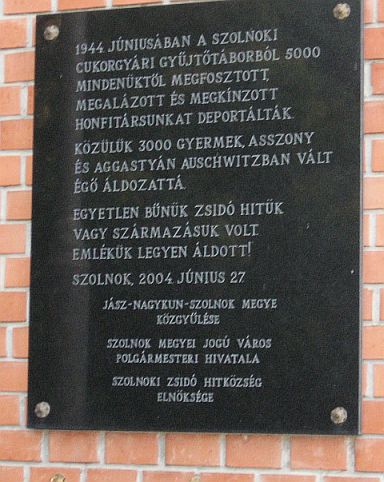 1944 JÚNIUSÁBAN A SZOLNOKI
CUKORGYÁRI GYŰJTŐTÁBORBÓL 5000
MINDENÜKTŐL MEGFOSZTOTT,
MEGALÁZOTT ÉS MEGKÍNZOTT
HONFITÁRSUNKAT DEPORTÁLTÁK.
KÖZÜLÜK 3000 GYERMEK, ASSZONY
ÉS AGGASTYÁN AUSCHWITZBAN VÁLT
ÉGŐ ÁLDOZATTÁ.
EGYETLEN BŰNÜK ZSIDÓ HITÜK
VAGY SZÁRMAZÁSUK VOLT.
EMLÉKÜK LEGYEN ÁLDOTT!
SZOLNOK, 2004 JÚNIUS 27
JÁSZ-NAGYKUN-SZOLNOK MEGYE
KÖZGYŰLÉSE
SZOLNOK MEGYEI JOGÚ VÁROS
POLGÁRMESTERI HIVATALA
SZOLNOKI ZSIDÓ HITKÖZSÉG
ELNÖKSÉGE